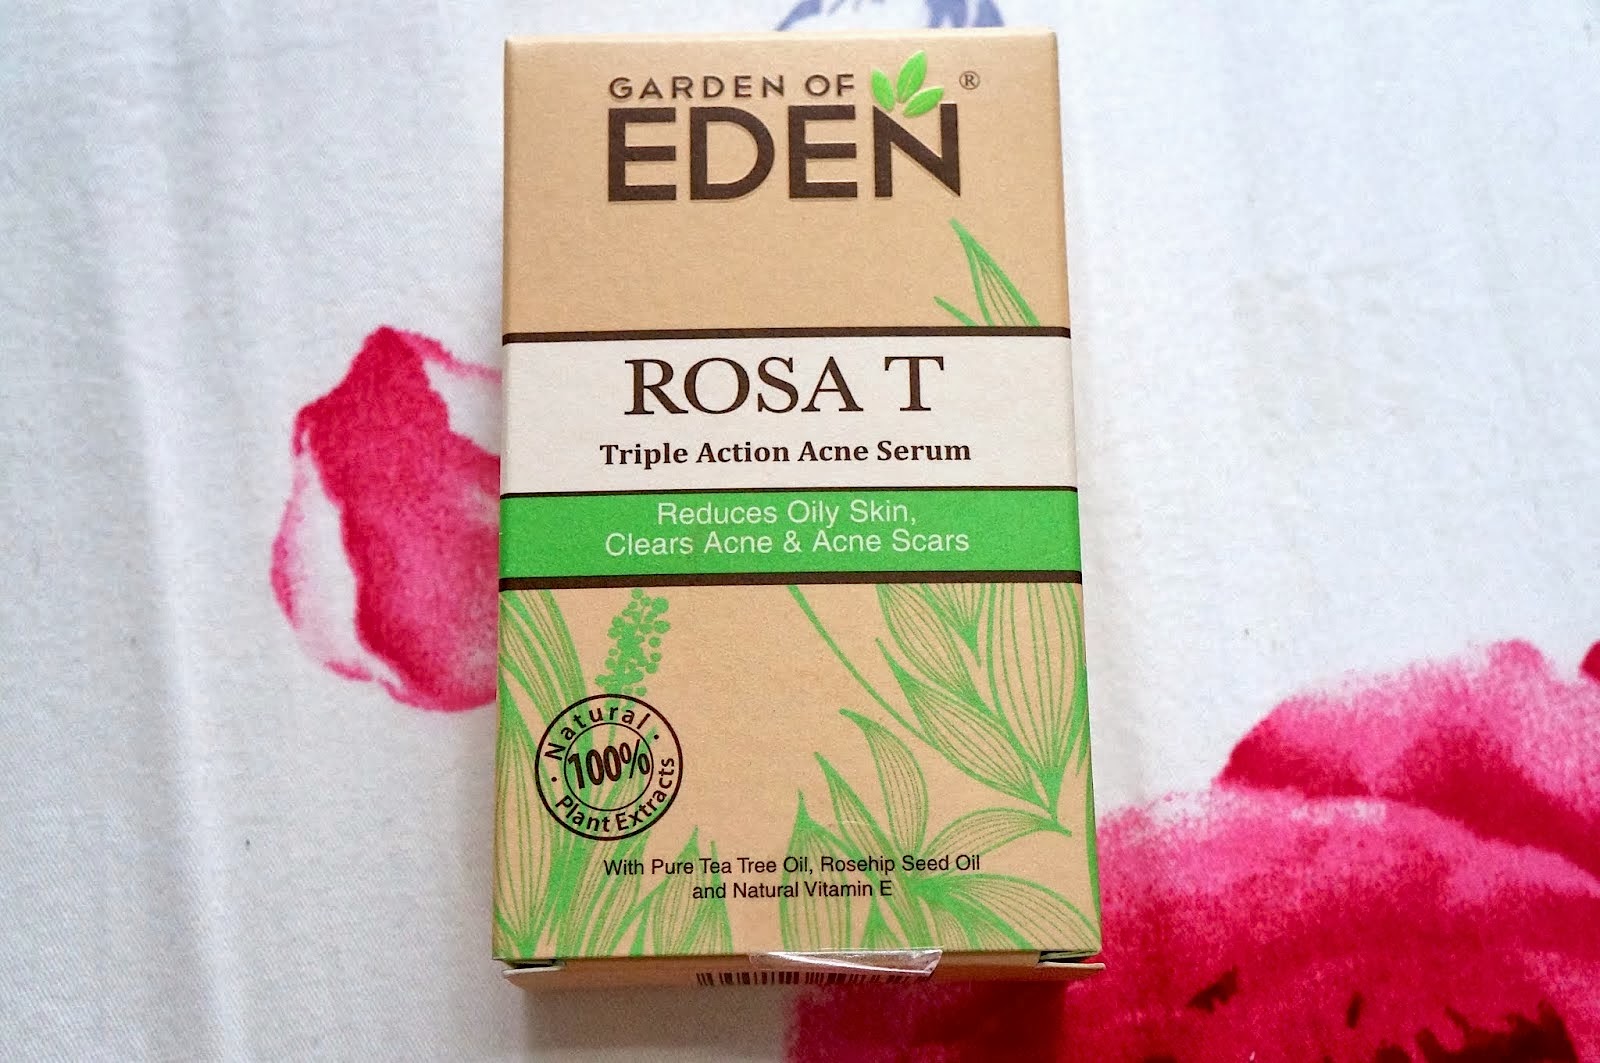 GARDEN OF
EDEN®
ROSA T
Triple Action Acne Serum
Reduces Oily Skin,
Clears Acne & Acne Scars
· Natural ·
100%
Plant Extracts
With Pure Tea Tree Oil, Rosehip Seed Oil
and Natural Vitamin E